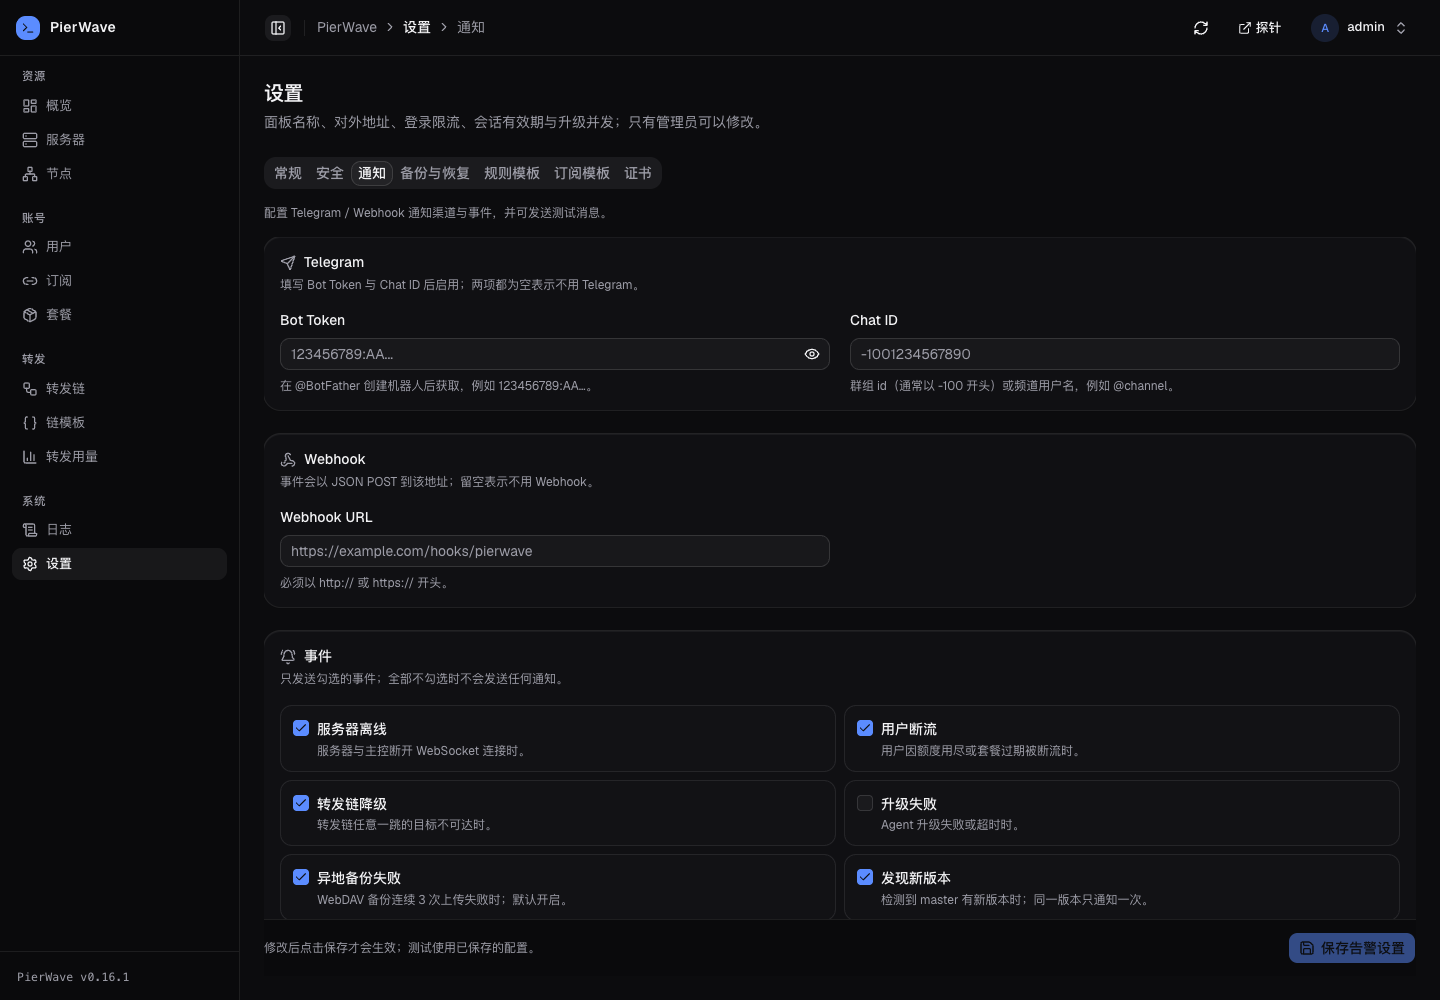 PierWave
PierWave > 设置 > 通知
探针
A admin
资源
概览
服务器
节点
账号
用户
订阅
套餐
转发
转发链
链模板
转发用量
系统
日志
设置
PierWave v0.16.1
设置
面板名称、对外地址、登录限流、会话有效期与升级并发；只有管理员可以修改。
常规 安全 通知 备份与恢复 规则模板 订阅模板 证书
配置 Telegram / Webhook 通知渠道与事件，并可发送测试消息。
Telegram
填写 Bot Token 与 Chat ID 后启用；两项都为空表示不用 Telegram。
Bot Token
123456789:AA...
在 @BotFather 创建机器人后获取，例如 123456789:AA...。
Chat ID
-1001234567890
群组 id（通常以 -100 开头）或频道用户名，例如 @channel。
Webhook
事件会以 JSON POST 到该地址；留空表示不用 Webhook。
Webhook URL
https://example.com/hooks/pierwave
必须以 http:// 或 https:// 开头。
事件
只发送勾选的事件；全部不勾选时不会发送任何通知。
服务器离线
服务器与主控断开 WebSocket 连接时。
用户断流
用户因额度用尽或套餐过期被断流时。
转发链降级
转发链任意一跳的目标不可达时。
升级失败
Agent 升级失败或超时时。
异地备份失败
WebDAV 备份连续 3 次上传失败时；默认开启。
发现新版本
检测到 master 有新版本时；同一版本只通知一次。
修改后点击保存才会生效；测试使用已保存的配置。
保存告警设置